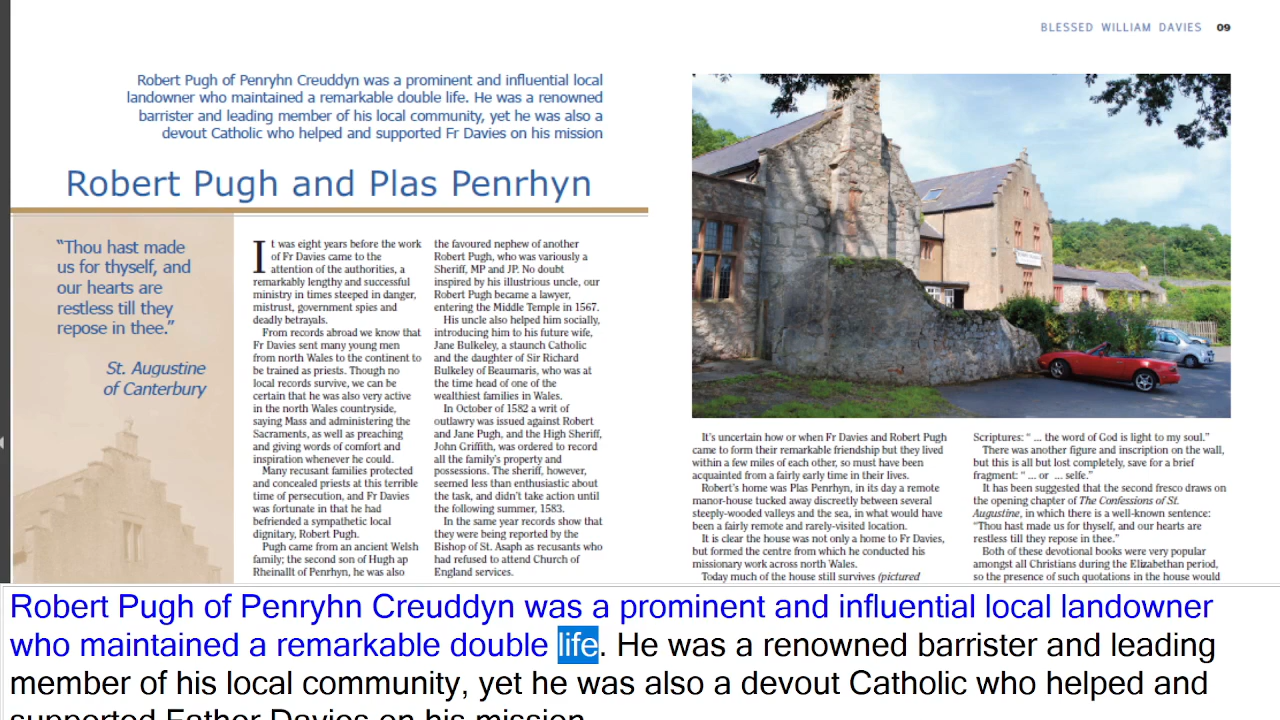 BLESSED WILLIAM DAVIES 09
Robert Pugh of Penryhn Creuddyn was a prominent and influential local
landowner who maintained a remarkable double life. He was a renowned
barrister and leading member of his local community, yet he was also a
devout Catholic who helped and supported Fr Davies on his mission
Robert Pugh and Plas Penrhyn
“Thou hast made
us for thyself, and
our hearts are
restless till they
repose in thee.”
St. Augustine
of Canterbury
It was eight years before the work
of Fr Davies came to the
attention of the authorities, a
remarkably lengthy and successful
ministry in times steeped in danger,
mistrust, government spies and
deadly betrayals.
From records abroad we know that
Fr Davies sent many young men
from north Wales to the continent to
be trained as priests. Though no
local records survive, we can be
certain that he was also very active
in the north Wales countryside,
saying Mass and administering the
Sacraments, as well as preaching
and giving words of comfort and
inspiration whenever he could.
Many recusant families protected
and concealed priests at this terrible
time of persecution, and Fr Davies
was fortunate in that he had
befriended a sympathetic local
dignitary, Robert Pugh.
Pugh came from an ancient Welsh
family; the second son of Hugh ap
Rheinallt of Penrhyn, he was also
the favoured nephew of another
Robert Pugh, who was variously a
Sheriff, MP and JP. No doubt
inspired by his illustrious uncle, our
Robert Pugh became a lawyer,
entering the Middle Temple in 1567.
His uncle also helped him socially,
introducing him to his future wife,
Jane Bulkeley, a staunch Catholic
and the daughter of Sir Richard
Bulkeley of Beaumaris, who was at
the time head of one of the
wealthiest families in Wales.
In October of 1582 a writ of
outlawry was issued against Robert
and Jane Pugh, and the High Sheriff,
John Griffith, was ordered to record
all the family's property and
possessions. The sheriff, however,
seemed less than enthusiastic about
the task, and didn't take action until
the following summer, 1583.
In the same year records show that
they were being reported by the
Bishop of St. Asaph as recusants who
had refused to attend Church of
England services.
It's uncertain how or when Fr Davies and Robert Pugh
came to form their remarkable friendship but they lived
within a few miles of each other, so must have been
acquainted from a fairly early time in their lives.
Robert's home was Plas Penrhyn, in its day a remote
manor-house tucked away discreetly between several
steeply-wooded valleys and the sea, in what would have
been a fairly remote and rarely-visited location.
It is clear the house was not only a home to Fr Davies,
but formed the centre from which he conducted his
missionary work across north Wales.
Today much of the house still survives (pictured
Scriptures: “ ... the word of God is light to my soul.”
There was another figure and inscription on the wall,
but this is all but lost completely, save for a brief
fragment: “ ... or ... selfe.”
It has been suggested that the second fresco draws on
the opening chapter of The Confessions of St.
Augustine, in which there is a well-known sentence:
“Thou hast made us for thyself, and our hearts are
restless till they repose in thee.”
Both of these devotional books were very popular
amongst all Christians during the Elizabethan period,
so the presence of such quotations in the house would
Robert Pugh of Penryhn Creuddyn was a prominent and influential local landowner
who maintained a remarkable double life. He was a renowned barrister and leading
member of his local community, yet he was also a devout Catholic who helped and
supported Father Davies on his mission.